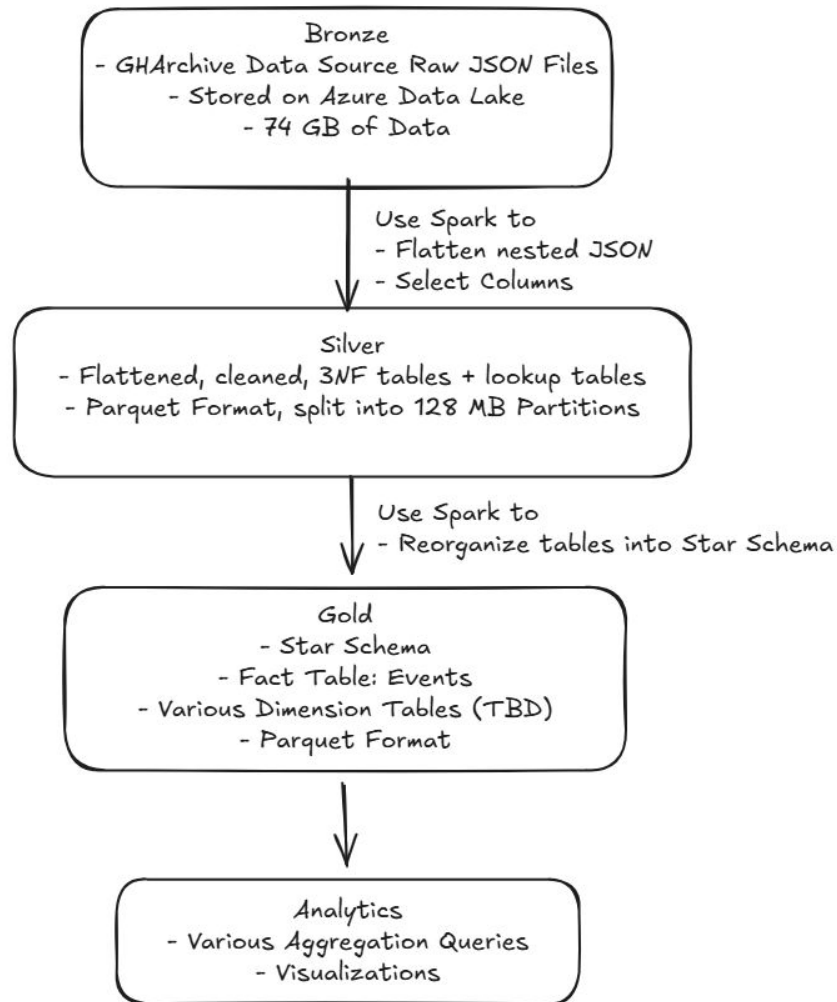 Bronze
- GHArchive Data Source Raw JSON Files
- Stored on Azure Data Lake
- 74 GB of Data
Use Spark to
- Flatten nested JSON
- Select Columns
Silver
- Flattened, cleaned, 3NF tables + lookup tables
- Parquet Format, split into 128 MB Partitions
Use Spark to
- Reorganize tables into Star Schema
Gold
- Star Schema
- Fact Table: Events
- Various Dimension Tables (TBD)
- Parquet Format
Analytics
- Various Aggregation Queries
- Visualizations